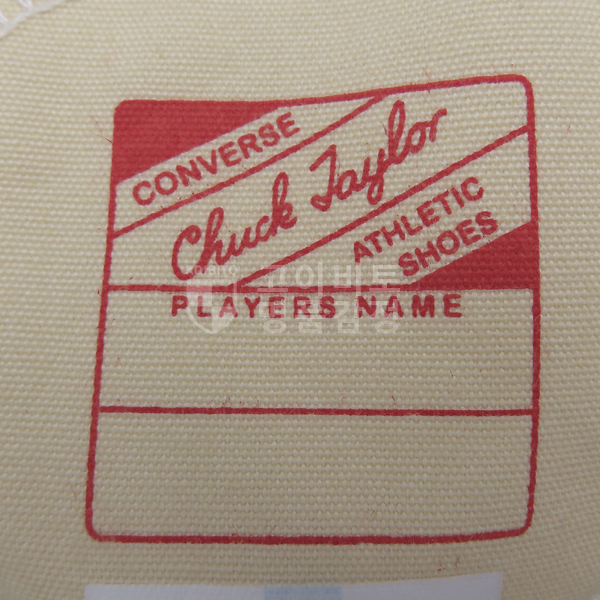 CONVERSE
Chuck Taylor
ATHLETIC
SHOES
PLAYERS NAME